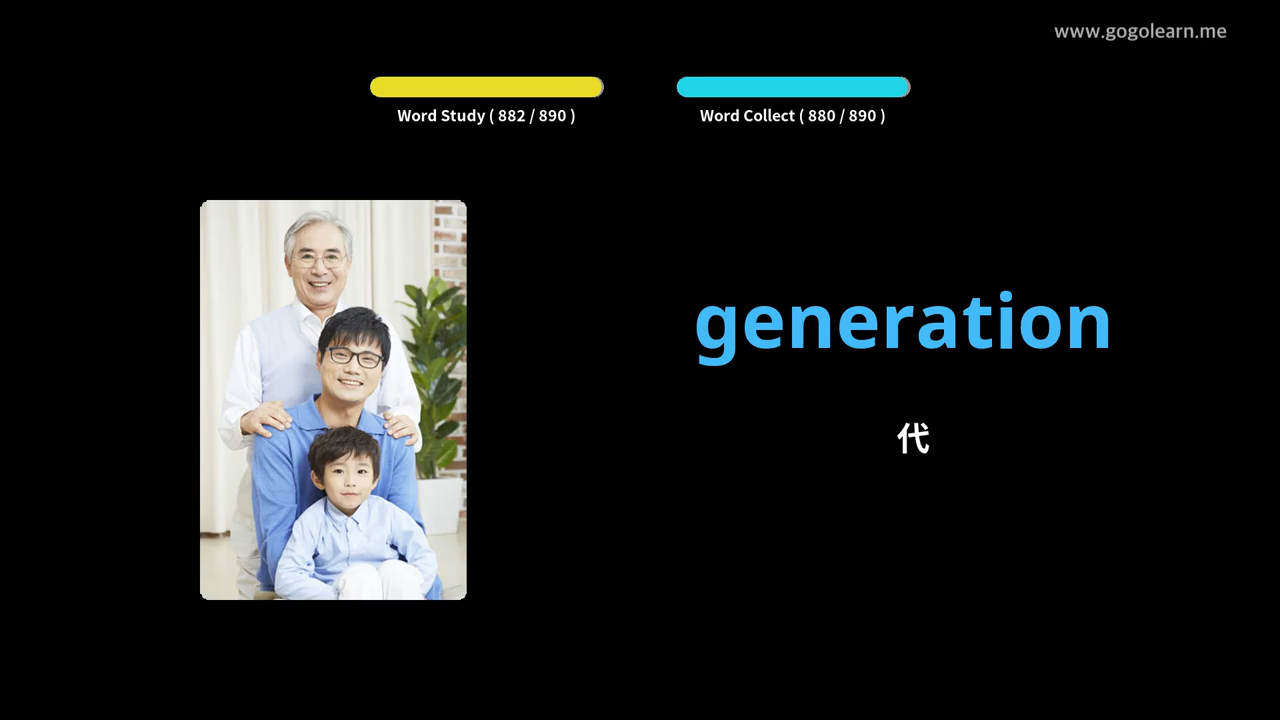 www.gogolearn.me
Word Study ( 882 / 890 )
Word Collect ( 880 / 890 )
generation
代